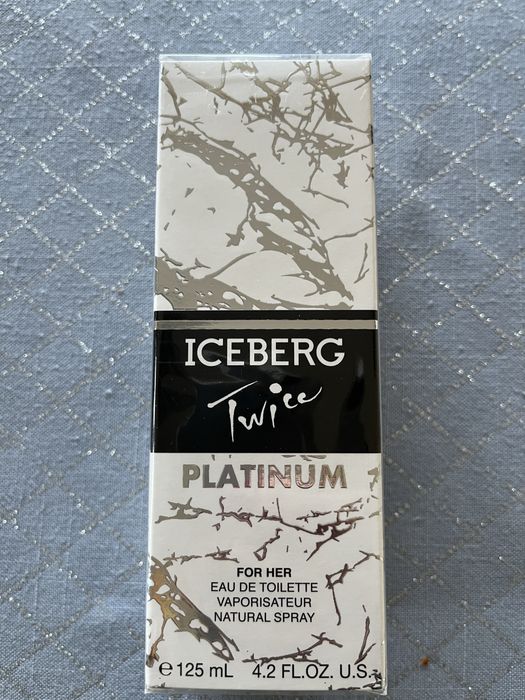 ICEBERG
Twice
PLATINUM
FOR HER
EAU DE TOILETTE
VAPORISATEUR
NATURAL SPRAY
℮ 125 mL 4.2 FL.OZ. U.S.